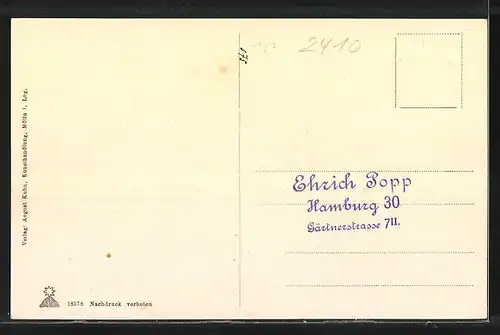 2410
Ehrich Popp
Hamburg 30
Gärtnerstrasse 7II.
Verlag: August Kuhn, Kunsthandlung, Mölln i. Lbg.
18578 Nachdruck verboten